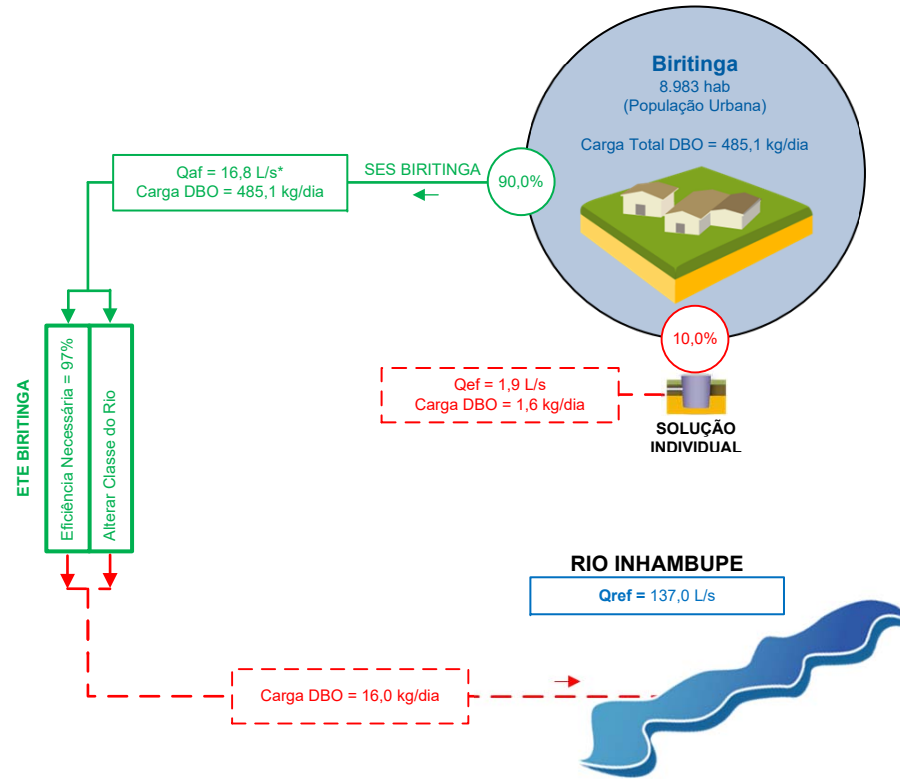 Biritinga
8.983 hab
(População Urbana)
Carga Total DBO = 485,1 kg/dia
90,0%
SES BIRITINGA
Qaf = 16,8 L/s*
Carga DBO = 485,1 kg/dia
10,0%
Qef = 1,9 L/s
Carga DBO = 1,6 kg/dia
SOLUÇÃO
INDIVIDUAL
ETE BIRITINGA
Eficiência Necessária = 97%
Alterar Classe do Rio
RIO INHAMBUPE
Qref = 137,0 L/s
Carga DBO = 16,0 kg/dia